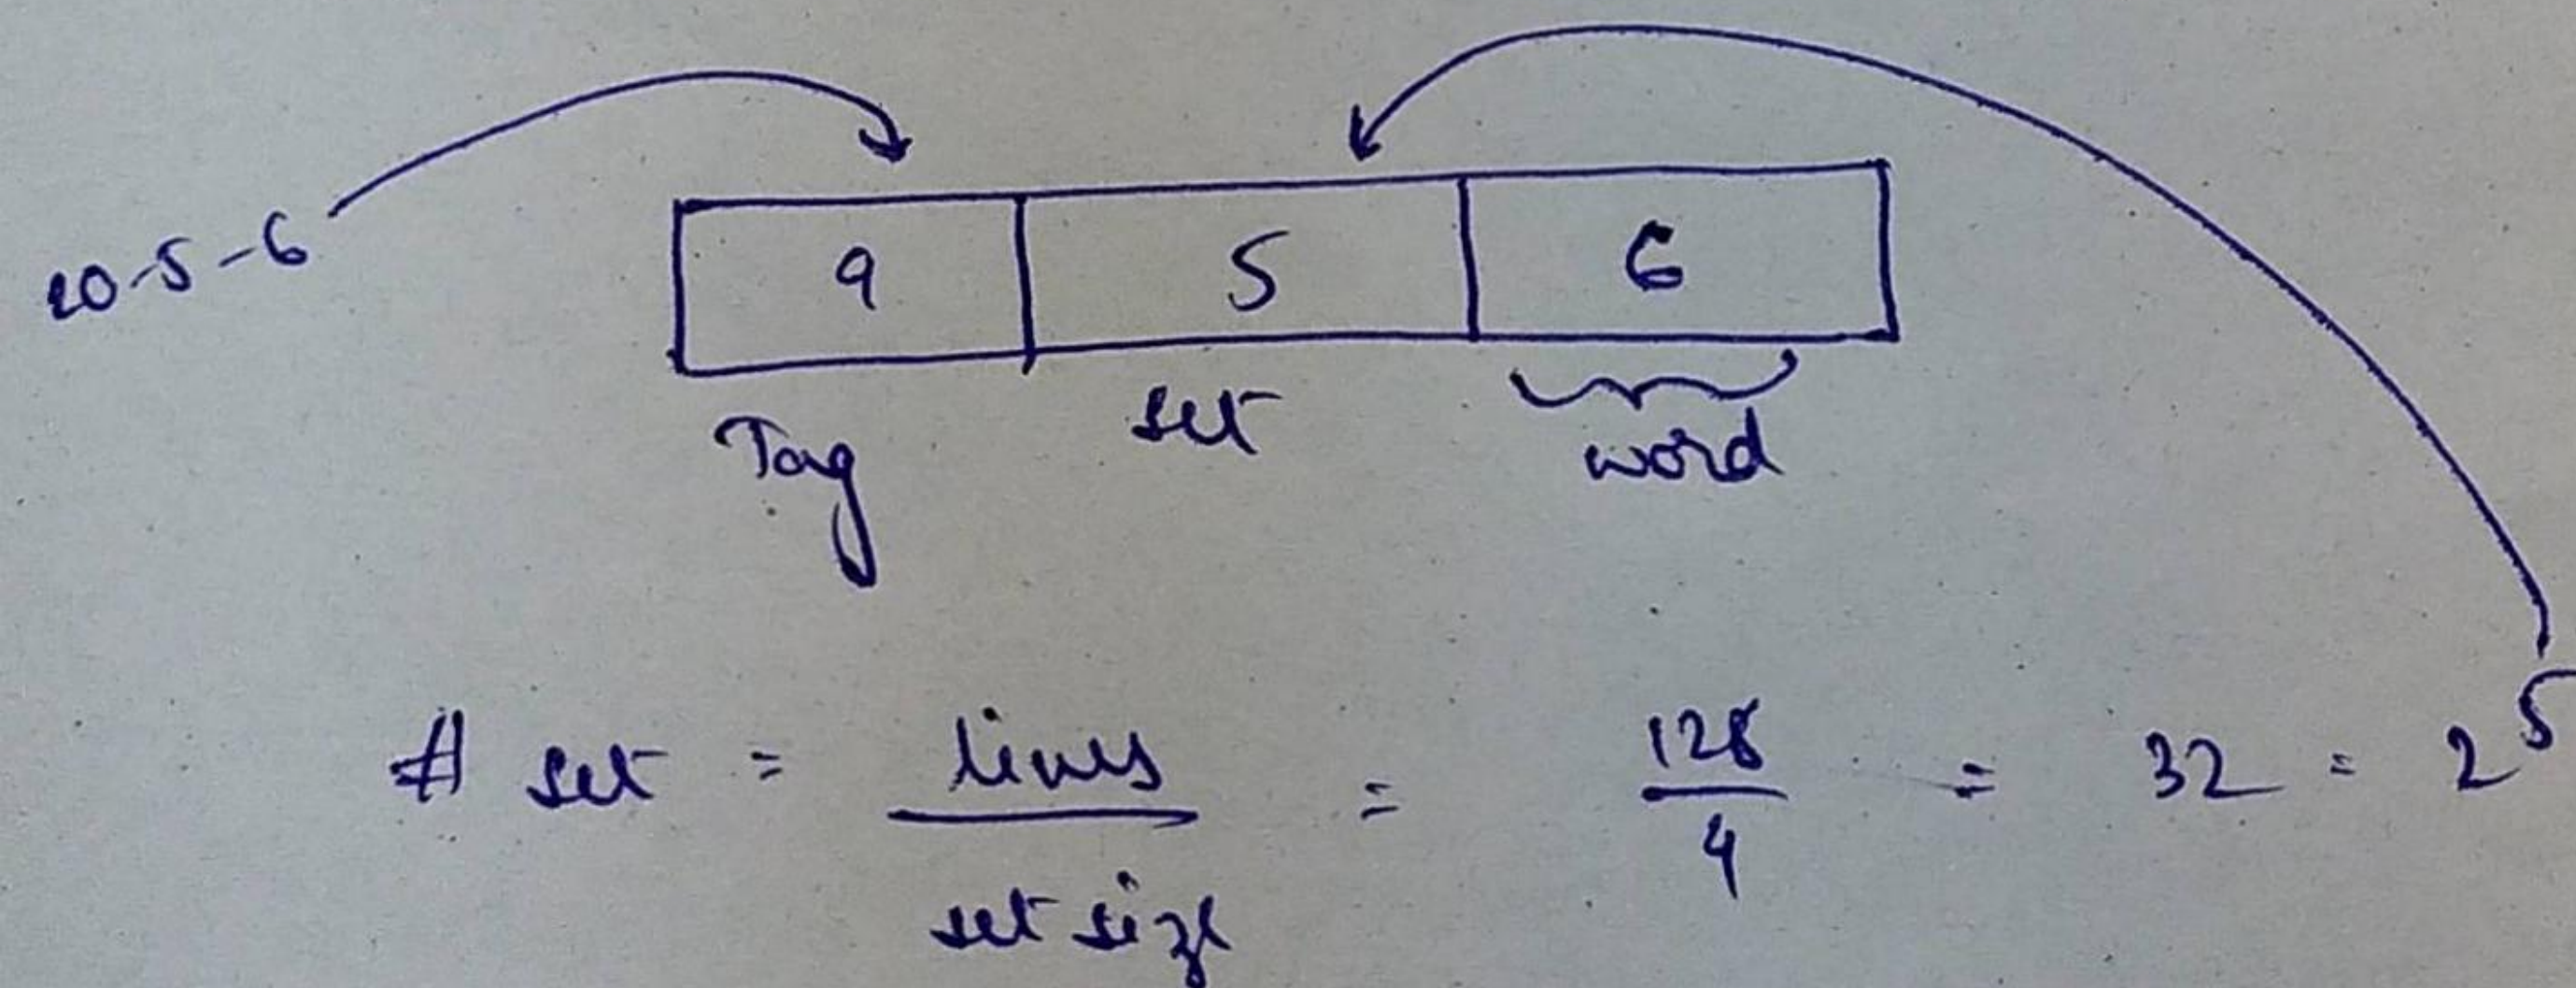 20-5-6
9 5 6
Tag set word
# set = lines / set size = 128 / 4 = 32 = 2^5